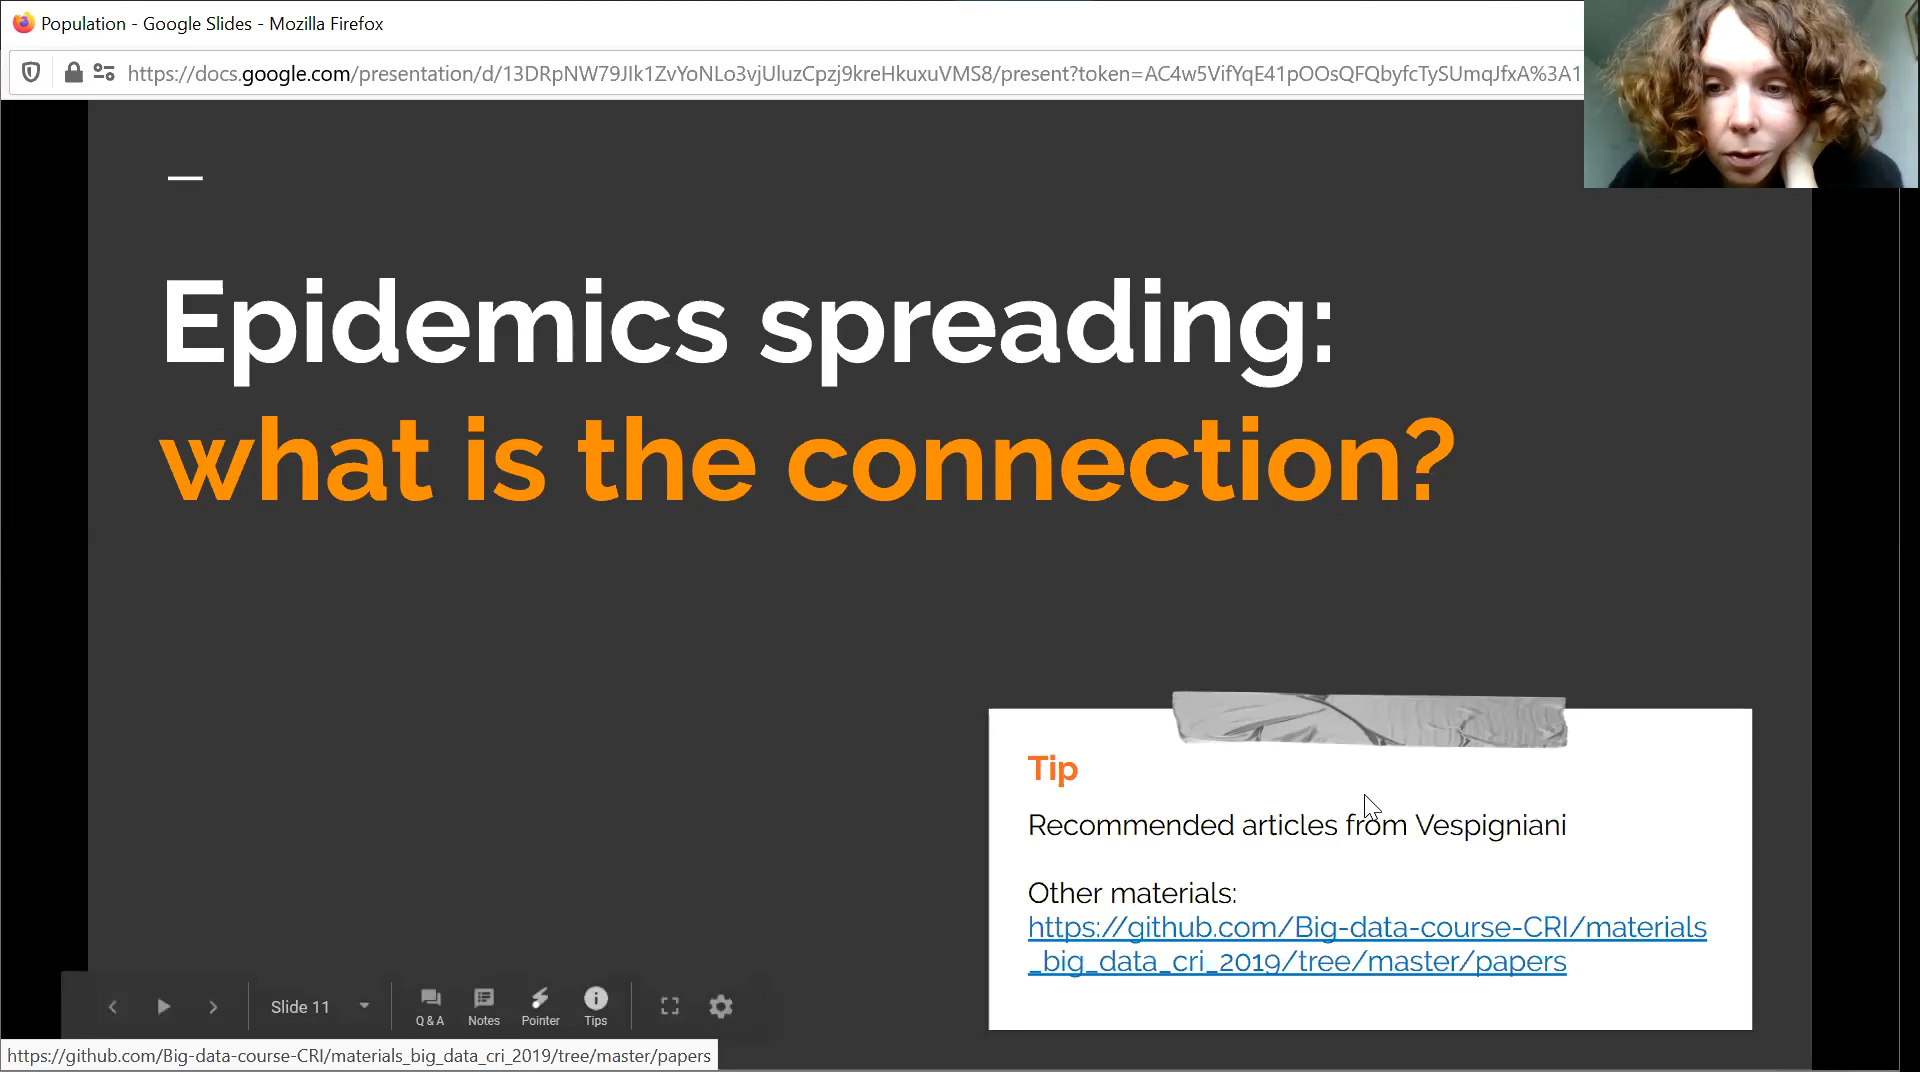 Population - Google Slides - Mozilla Firefox
https://docs.google.com/presentation/d/13DRpNW79JIk1ZvYoNLo3vjUluzCpzj9kreHkuxuVMS8/present?token=AC4w5VifYqE41pOOsQFQbyfcTySUmqJfxA%3A1
Epidemics spreading:
what is the connection?
Tip
Recommended articles from Vespigniani
Other materials:
https://github.com/Big-data-course-CRI/materials
_big_data_cri_2019/tree/master/papers
Slide 11
Q & A
Notes
Pointer
Tips
https://github.com/Big-data-course-CRI/materials_big_data_cri_2019/tree/master/papers